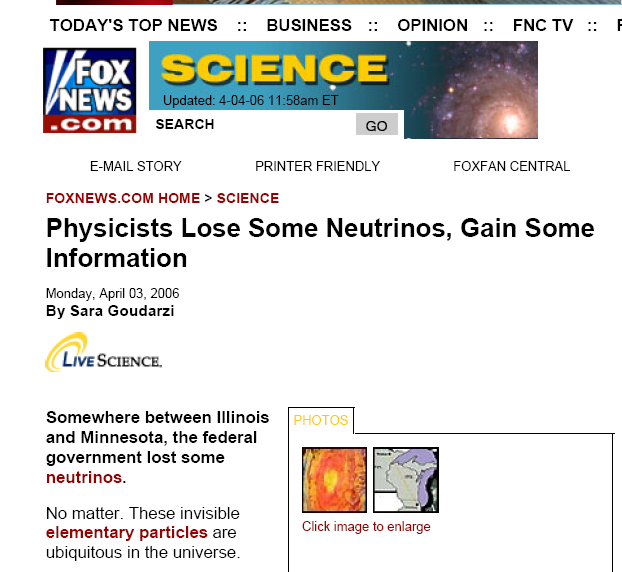 TODAY'S TOP NEWS :: BUSINESS :: OPINION :: FNC TV ::
FOX
NEWS
.com
SCIENCE
Updated: 4-04-06 11:58am ET
SEARCH GO
E-MAIL STORY PRINTER FRIENDLY FOXFAN CENTRAL
FOXNEWS.COM HOME > SCIENCE
Physicists Lose Some Neutrinos, Gain Some
Information
Monday, April 03, 2006
By Sara Goudarzi
LIVESCIENCE.
Somewhere between Illinois
and Minnesota, the federal
government lost some
neutrinos.
No matter. These invisible
elementary particles are
ubiquitous in the universe.
PHOTOS
Click image to enlarge